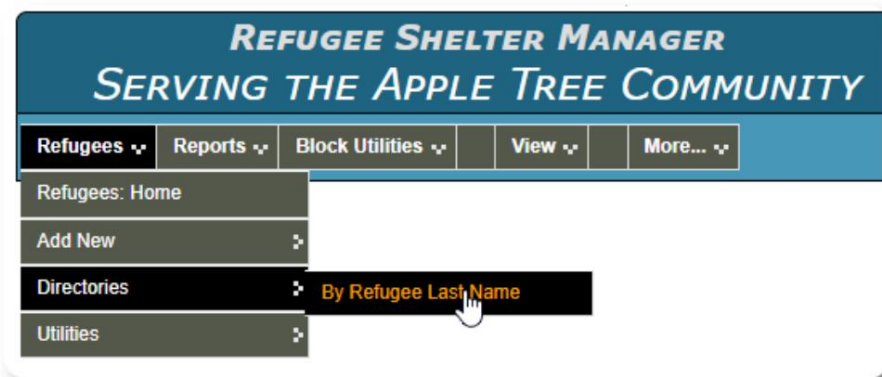 REFUGEE SHELTER MANAGER
SERVING THE APPLE TREE COMMUNITY
Refugees Reports Block Utilities View More...
Refugees: Home
Add New
Directories By Refugee Last Name
Utilities